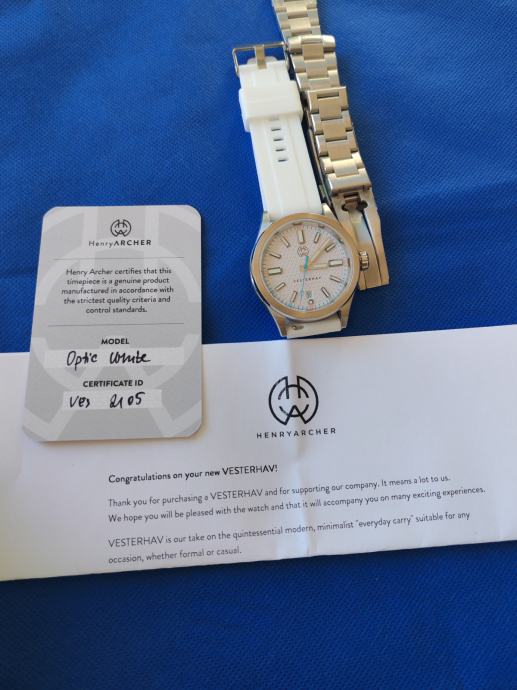 VESTERHAV
HenryARCHER
Henry Archer certifies that this
timepiece is a genuine product
manufactured in accordance with
the strictest quality criteria and
control standards.
MODEL
Optic White
CERTIFICATE ID
VES 2105
HENRYARCHER
Congratulations on your new VESTERHAV!
Thank you for purchasing a VESTERHAV and for supporting our company. It means a lot to us.
We hope you will be pleased with the watch and that it will accompany you on many exciting experiences.
VESTERHAV is our take on the quintessential modern, minimalist "everyday carry" suitable for any
occasion, whether formal or casual.